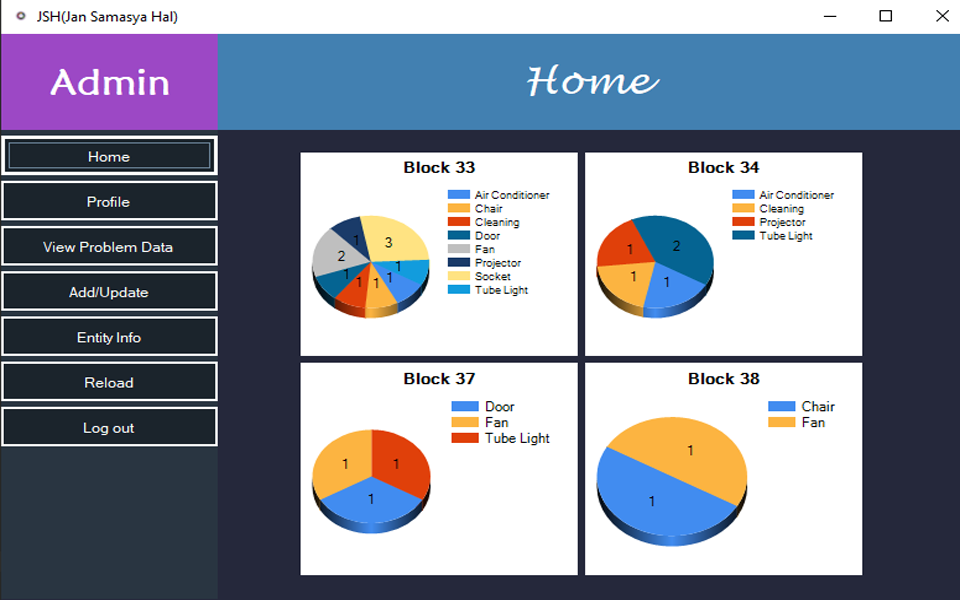 JSH(Jan Samasya Hal)
Admin
Home
Home
Profile
View Problem Data
Add/Update
Entity Info
Reload
Log out
Block 33
Air Conditioner
Chair
Cleaning
Door
Fan
Projector
Socket
Tube Light
1
3
2
1
1
1
1
1
Block 34
Air Conditioner
Cleaning
Projector
Tube Light
1
2
1
1
Block 37
Door
Fan
Tube Light
1
1
1
Block 38
Chair
Fan
1
1